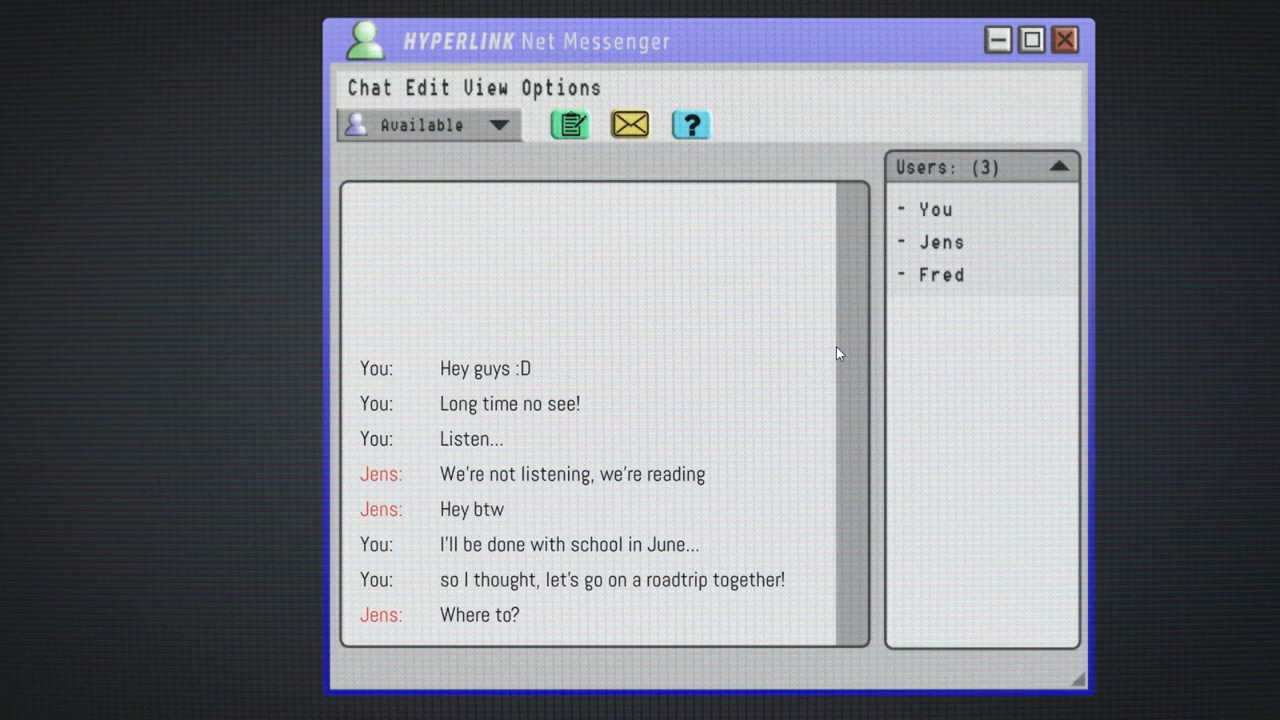 HYPERLINK Net Messenger
Chat Edit View Options
Available
?
Users: (3)
- You
- Jens
- Fred
You: Hey guys :D
You: Long time no see!
You: Listen...
Jens: We're not listening, we're reading
Jens: Hey btw
You: I'll be done with school in June...
You: so I thought, let's go on a roadtrip together!
Jens: Where to?